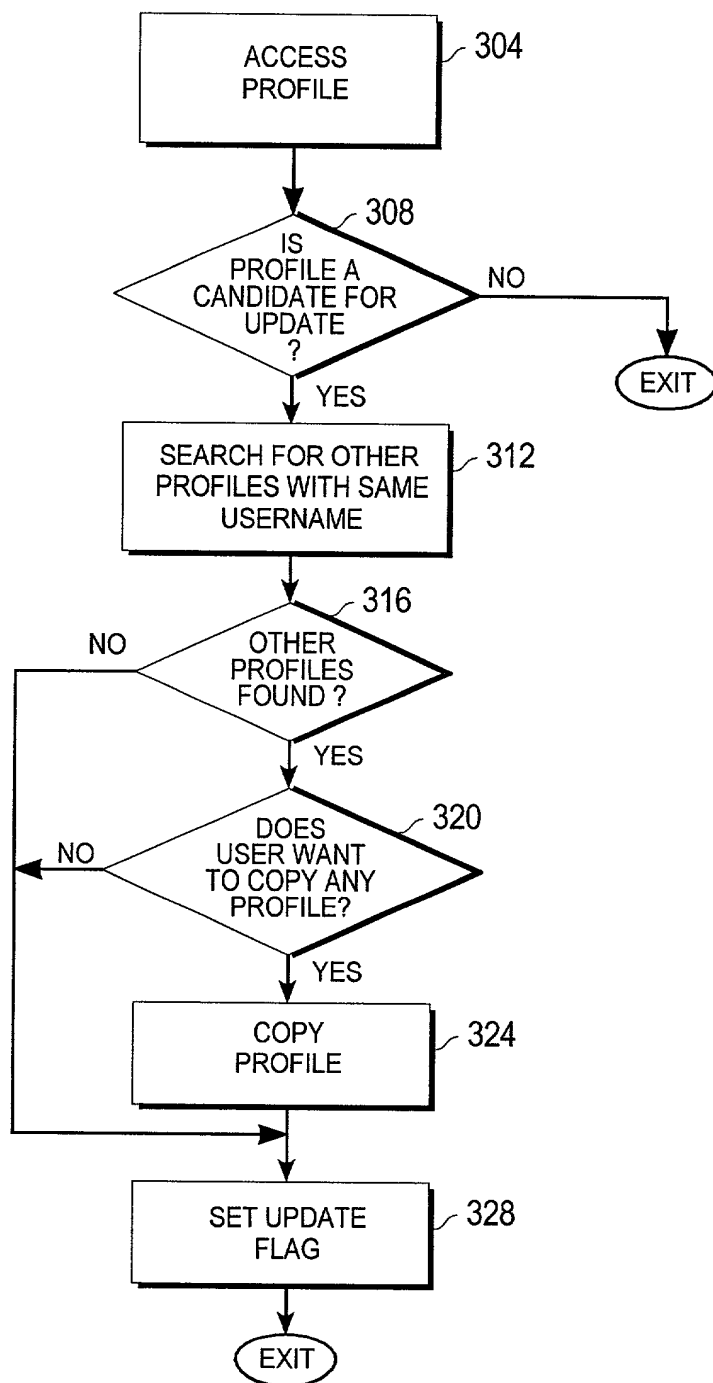 ACCESS
PROFILE
304
308
IS
PROFILE A
CANDIDATE FOR
UPDATE
?
NO
EXIT
YES
SEARCH FOR OTHER
PROFILES WITH SAME
USERNAME
312
316
NO
OTHER
PROFILES
FOUND ?
YES
320
DOES
USER WANT
TO COPY ANY
PROFILE?
NO
YES
COPY
PROFILE
324
SET UPDATE
FLAG
328
EXIT